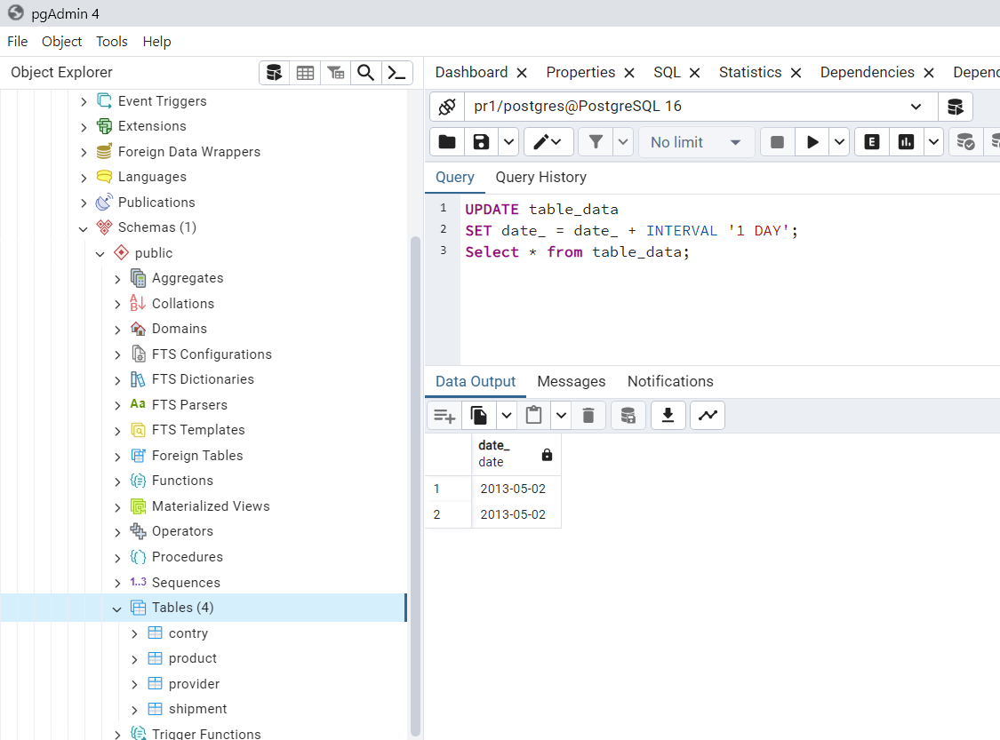 pgAdmin 4
File Object Tools Help
Object Explorer
Event Triggers
Extensions
Foreign Data Wrappers
Languages
Publications
Schemas (1)
public
Aggregates
Collations
Domains
FTS Configurations
FTS Dictionaries
Aa FTS Parsers
FTS Templates
Foreign Tables
Functions
Materialized Views
Operators
Procedures
1..3 Sequences
Tables (4)
contry
product
provider
shipment
Trigger Functions
Dashboard Properties SQL Statistics Dependencies Depen
pr1/postgres@PostgreSQL 16
No limit E
Query Query History
1 UPDATE table_data
2 SET date_ = date_ + INTERVAL '1 DAY';
3 Select * from table_data;
Data Output Messages Notifications
date_
date
1 2013-05-02
2 2013-05-02